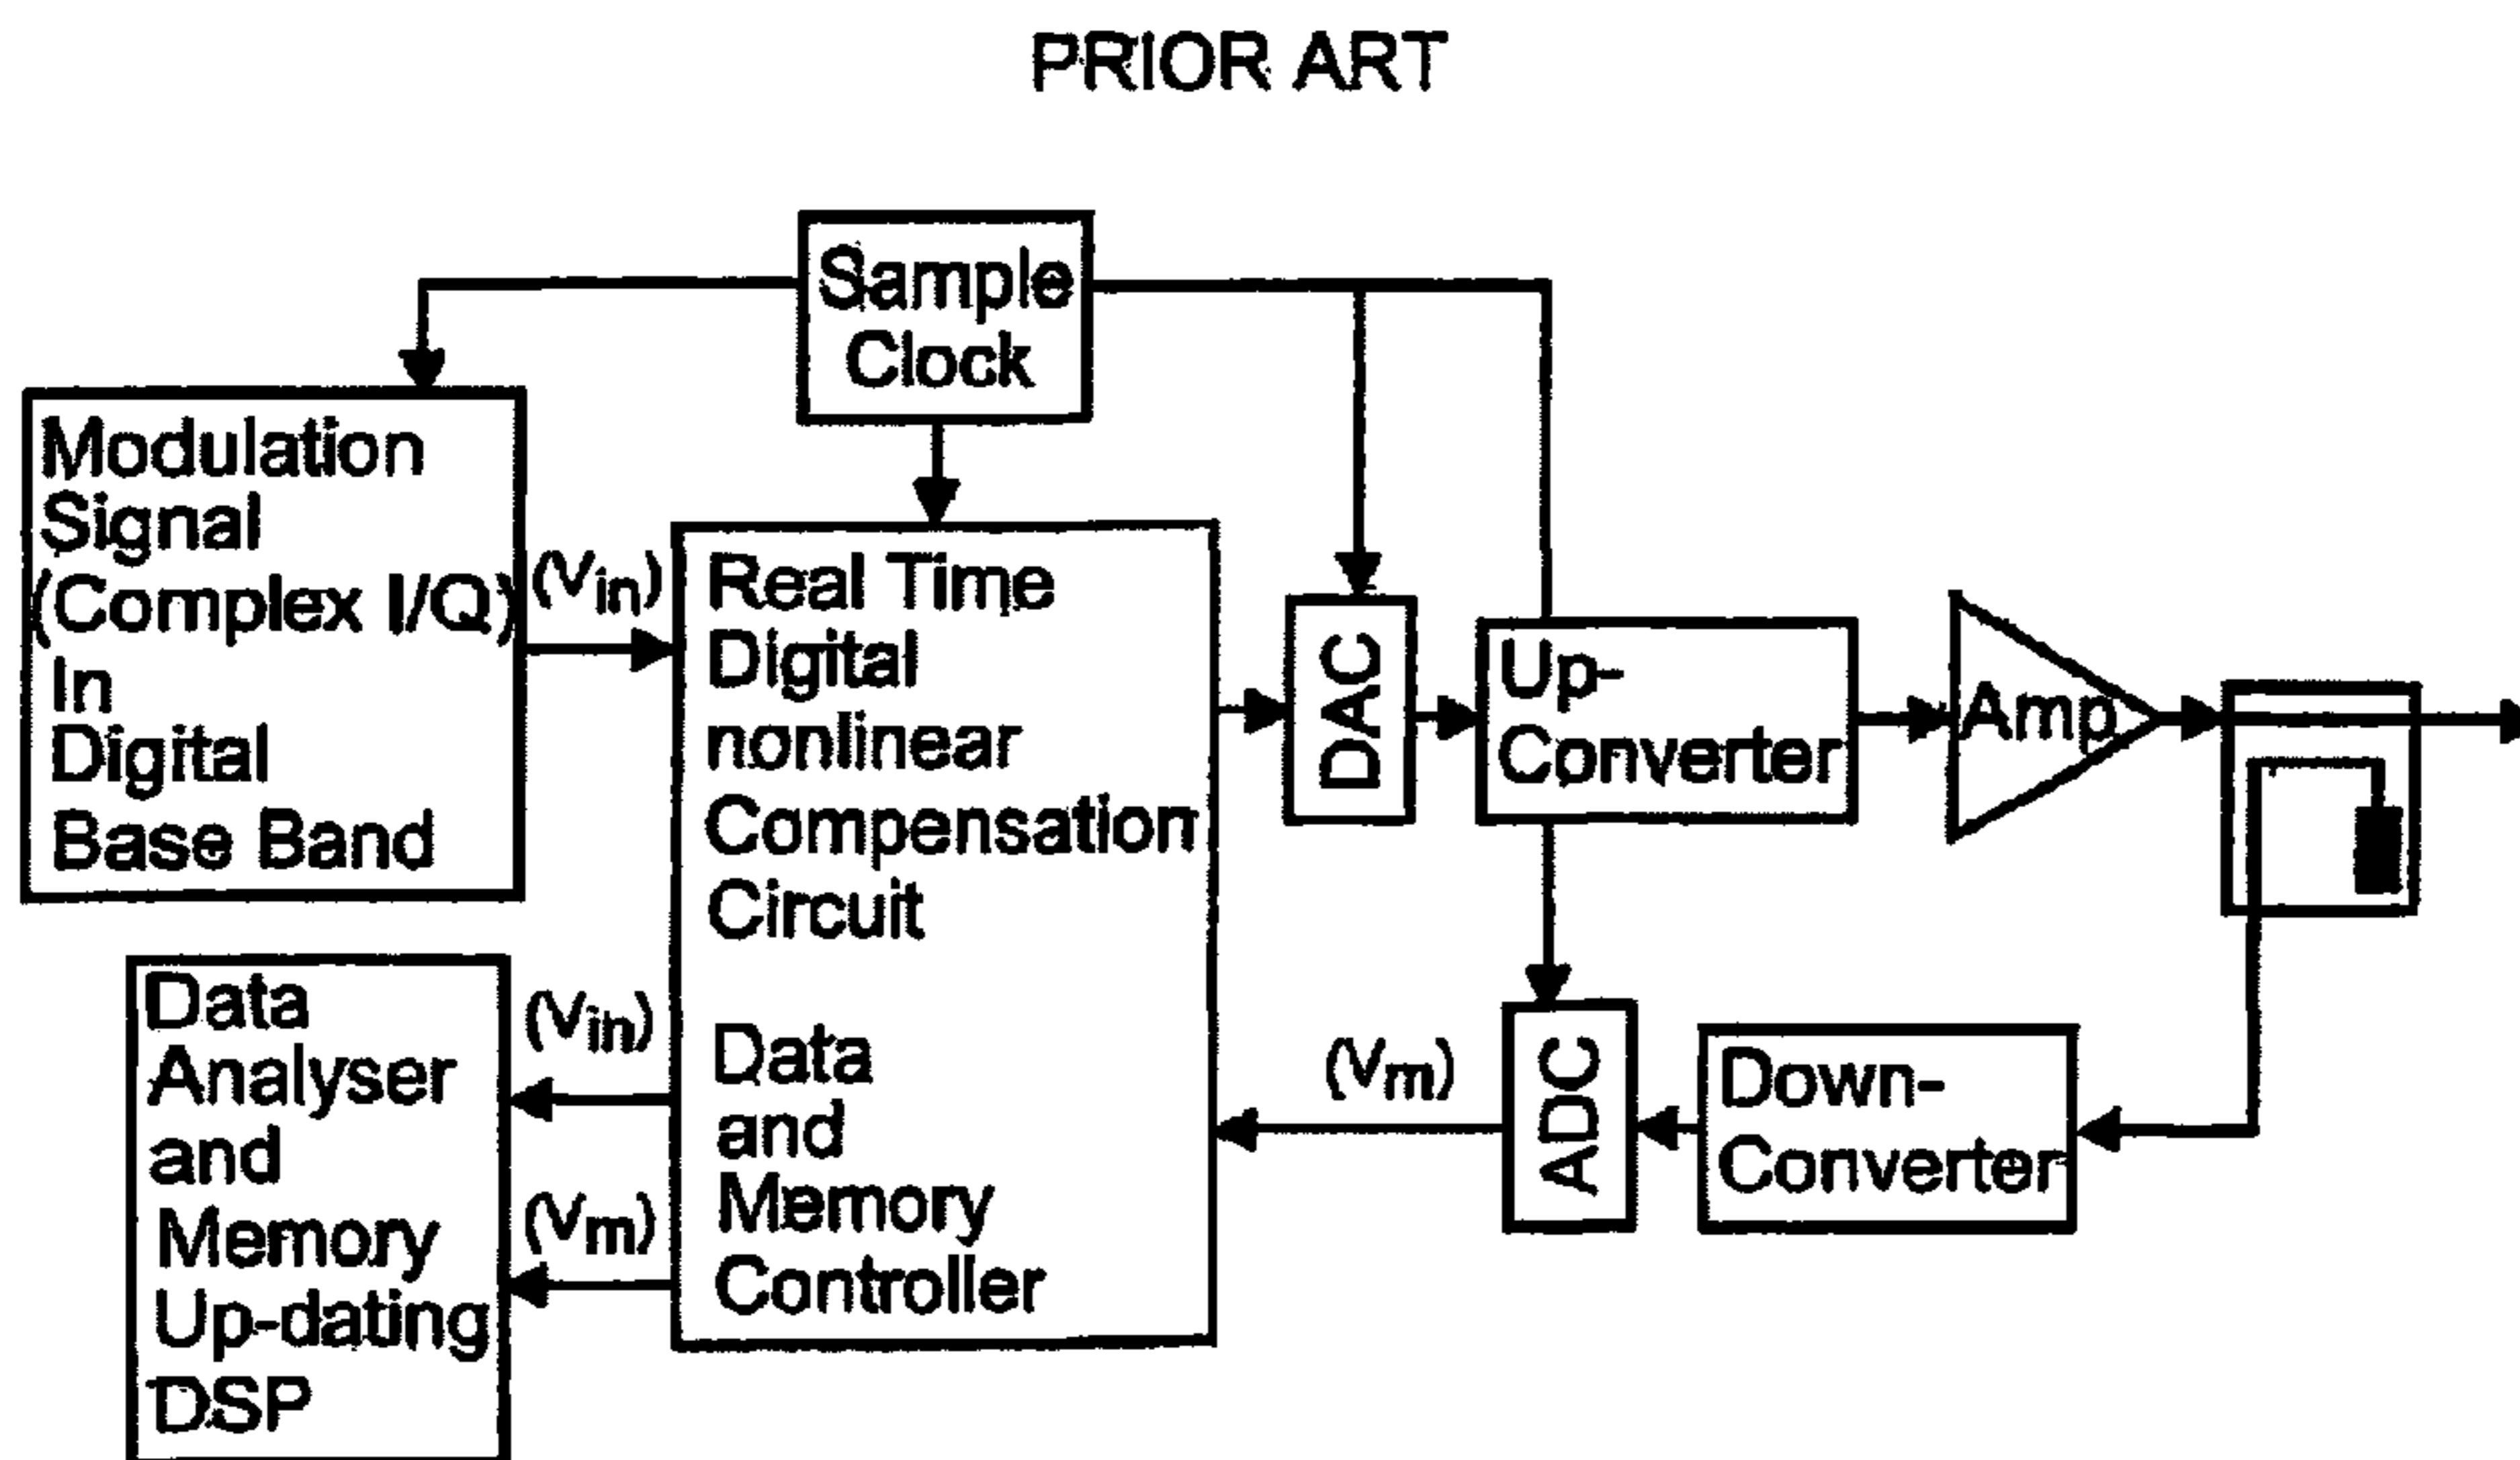 PRIOR ART
Sample
Clock
Modulation
Signal
(Complex I/Q)
In
Digital
Base Band
(Vin)
Real Time
Digital
nonlinear
Compensation
Circuit
Data
and
Memory
Controller
DAC
Up-
Converter
Amp
Data
Analyser
and
Memory
Up-dating
DSP
(Vin)
(Vm)
(Vm)
ADC
Down-
Converter